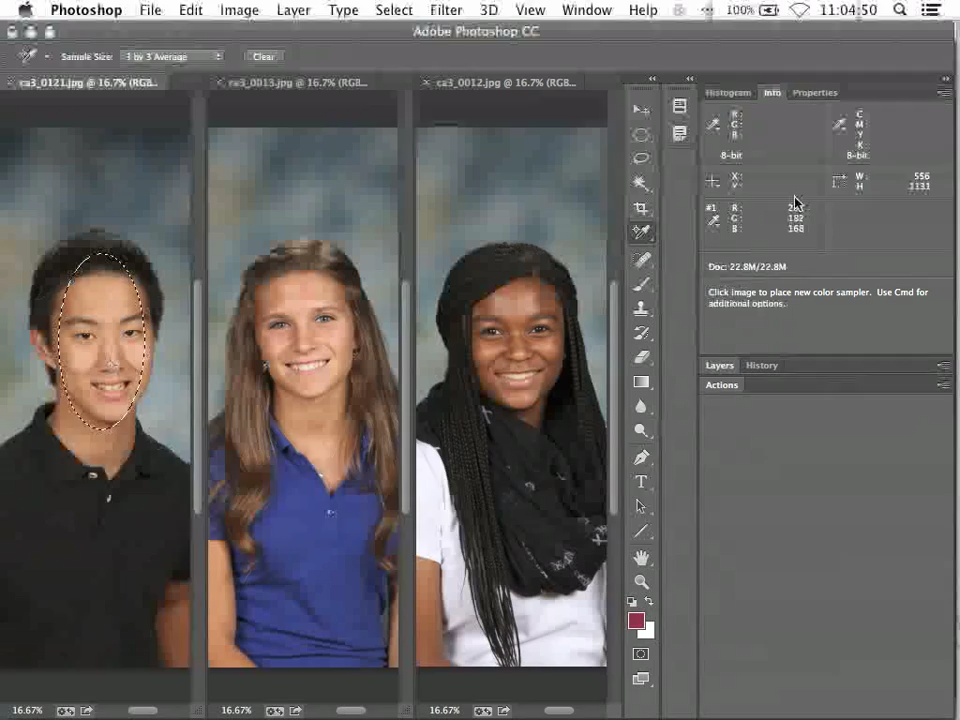 Photoshop File Edit Image Layer Type Select Filter 3D View Window Help 100% 11:04:50
Adobe Photoshop CC
Sample Size: 3 by 3 Average Clear
ca3_0121.jpg @ 16.7% (RGB... ca3_0013.jpg @ 16.7% (RGB... ca3_0012.jpg @ 16.7% (RGB...
Histogram Info Properties
R: C:
G: M:
B: Y:
K:
8-bit 8-bit
X: W: 556
Y: H: 1131
#1 R:
G: 182
B: 168
Doc: 22.8M/22.8M
Click image to place new color sampler. Use Cmd for
additional options.
Layers History
Actions
16.67% 16.67% 16.67%